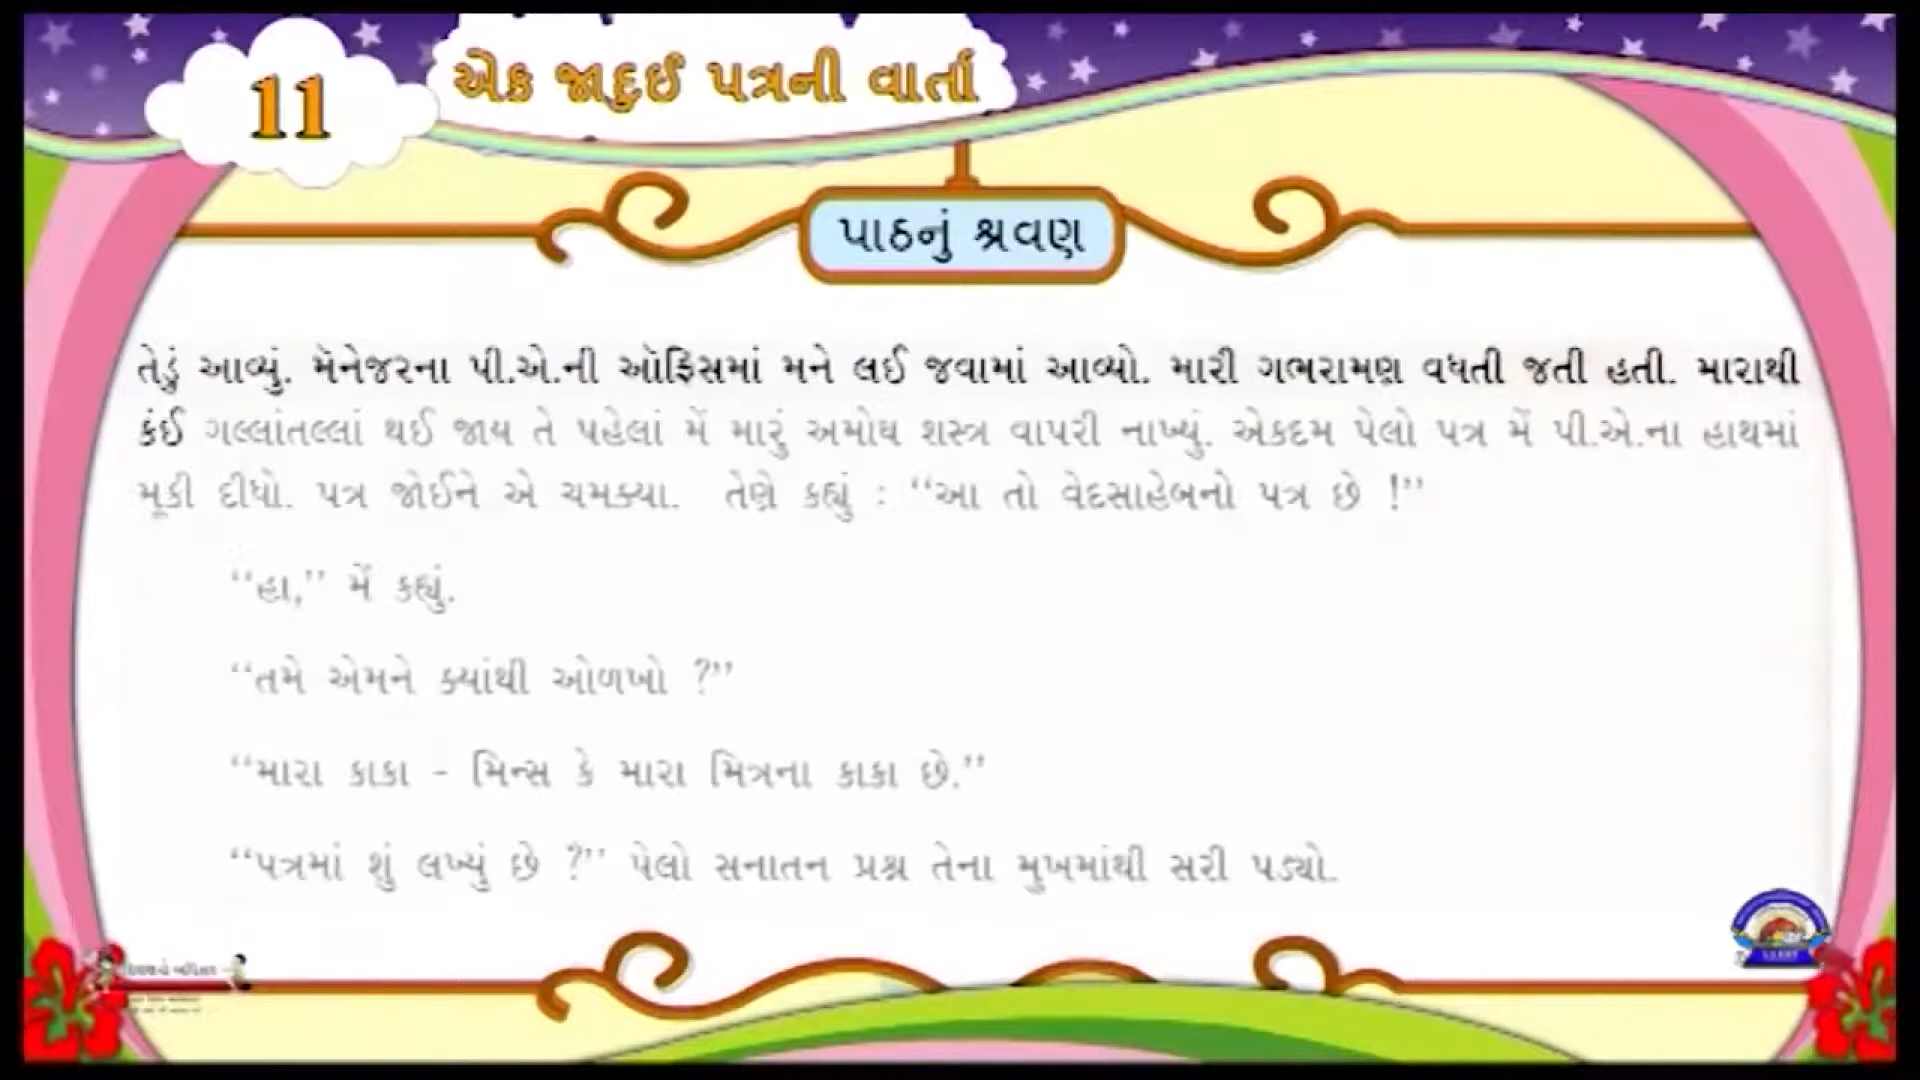 11
એક જાદુઈ પત્રની વાર્તા
પાઠનું શ્રવણ
તેડું આવ્યું. મૅનેજરના પી.એ.ની ઑફિસમાં મને લઈ જવામાં આવ્યો. મારી ગભરામણ વધતી જતી હતી. મારાથી
કંઈ ગલ્લાંતલ્લાં થઈ જાય તે પહેલાં મેં મારું અમોઘ શસ્ત્ર વાપરી નાખ્યું. એકદમ પેલો પત્ર મેં પી.એ.ના હાથમાં
મૂકી દીધો. પત્ર જોઈને એ ચમક્યા. તેણે કહ્યું : “આ તો વેદસાહેબનો પત્ર છે !”
“હા,” મેં કહ્યું.
“તમે એમને ક્યાંથી ઓળખો ?”
“મારા કાકા - મિન્સ કે મારા મિત્રના કાકા છે.”
“પત્રમાં શું લખ્યું છે ?” પેલો સનાતન પ્રશ્ન તેના મુખમાંથી સરી પડ્યો.